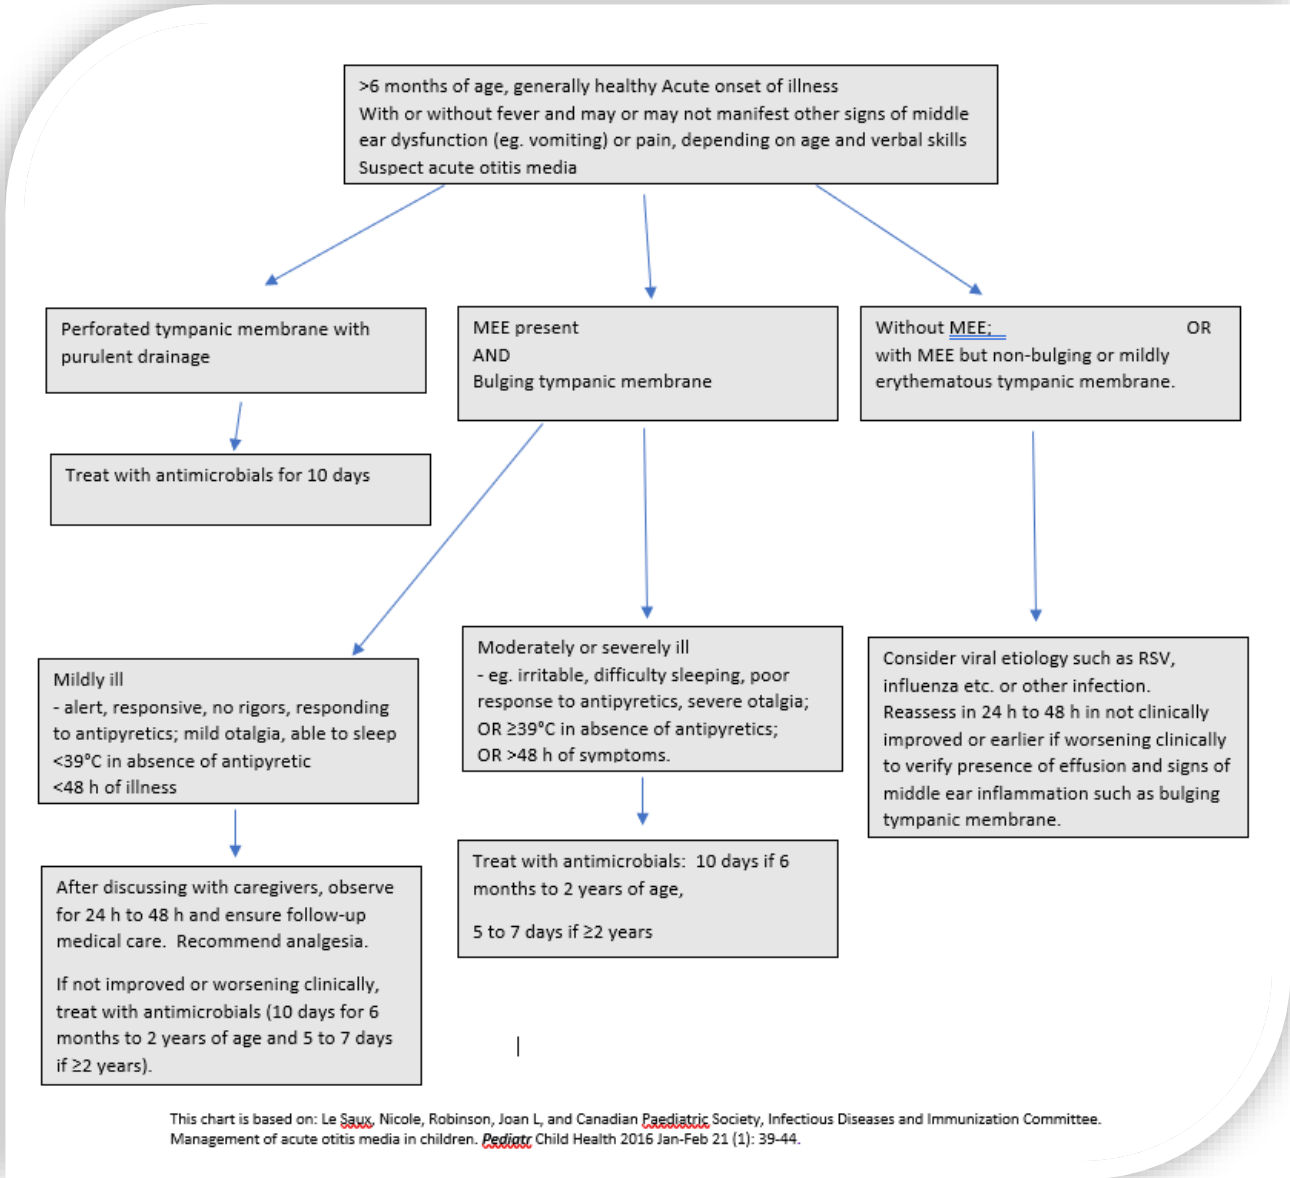 >6 months of age, generally healthy Acute onset of illness
With or without fever and may or may not manifest other signs of middle
ear dysfunction (eg. vomiting) or pain, depending on age and verbal skills
Suspect acute otitis media
Perforated tympanic membrane with
purulent drainage
MEE present
AND
Bulging tympanic membrane
Without MEE; OR
with MEE but non-bulging or mildly
erythematous tympanic membrane.
Treat with antimicrobials for 10 days
Mildly ill
- alert, responsive, no rigors, responding
to antipyretics; mild otalgia, able to sleep
<39°C in absence of antipyretic
<48 h of illness
Moderately or severely ill
- eg. irritable, difficulty sleeping, poor
response to antipyretics, severe otalgia;
OR ≥39°C in absence of antipyretics;
OR >48 h of symptoms.
Consider viral etiology such as RSV,
influenza etc. or other infection.
Reassess in 24 h to 48 h in not clinically
improved or earlier if worsening clinically
to verify presence of effusion and signs of
middle ear inflammation such as bulging
tympanic membrane.
After discussing with caregivers, observe
for 24 h to 48 h and ensure follow-up
medical care.  Recommend analgesia.
If not improved or worsening clinically,
treat with antimicrobials (10 days for 6
months to 2 years of age and 5 to 7 days
if ≥2 years).
Treat with antimicrobials:  10 days if 6
months to 2 years of age,
5 to 7 days if ≥2 years
This chart is based on: Le Saux, Nicole, Robinson, Joan L, and Canadian Paediatric Society, Infectious Diseases and Immunization Committee.
Management of acute otitis media in children. Pediatr Child Health 2016 Jan-Feb 21 (1): 39-44.